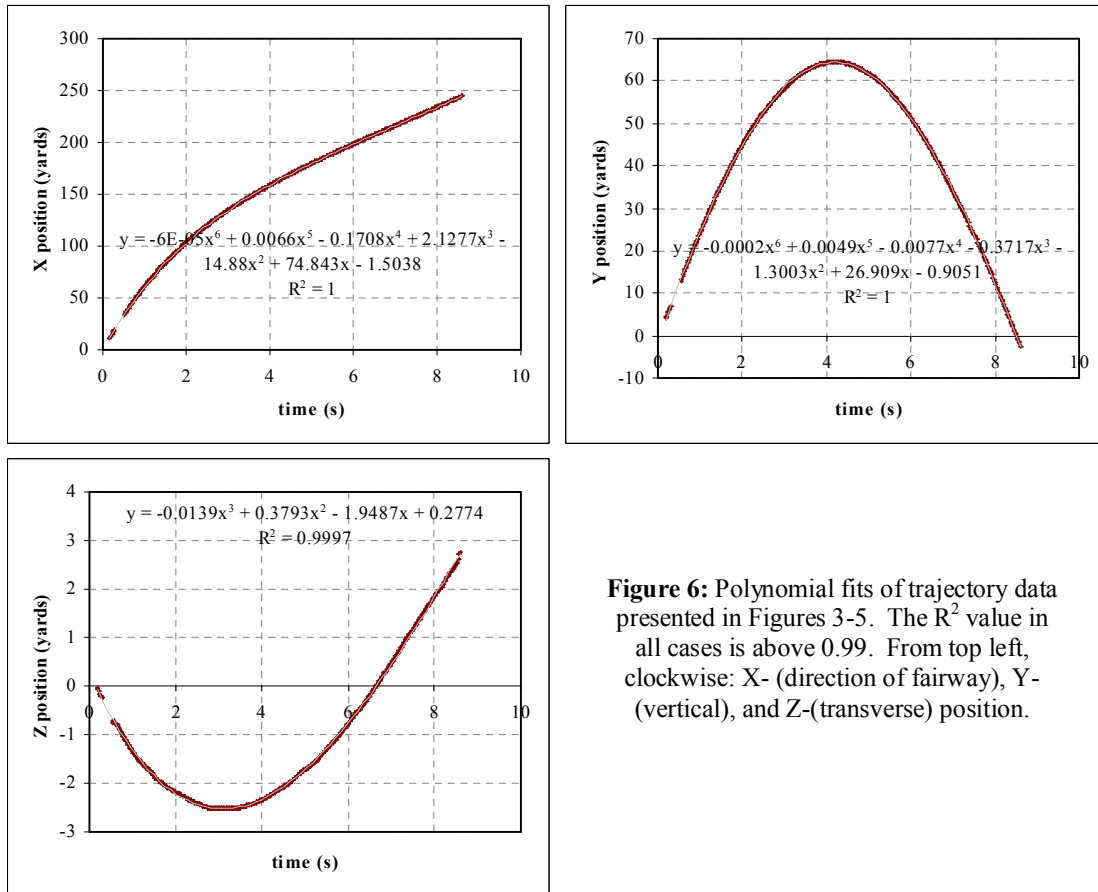 300
250
200
150
100
50
0
X position (yards)
y = -6E-05x⁶ + 0.0066x⁵ - 0.1708x⁴ + 2.1277x³ -
14.88x² + 74.843x - 1.5038
R² = 1
0 2 4 6 8 10
time (s)
70
60
50
40
30
20
10
0
-10
Y position (yards)
y = -0.0002x⁶ + 0.0049x⁵ - 0.0077x⁴ - 0.3717x³ -
1.3003x² + 26.909x - 0.9051
R² = 1
0 2 4 6 8 10
time (s)
4
3
2
1
0
-1
-2
-3
Z position (yards)
y = -0.0139x³ + 0.3793x² - 1.9487x + 0.2774
R² = 0.9997
0 2 4 6 8 10
time (s)
Figure 6: Polynomial fits of trajectory data
presented in Figures 3-5. The R² value in
all cases is above 0.99. From top left,
clockwise: X- (direction of fairway), Y-
(vertical), and Z-(transverse) position.